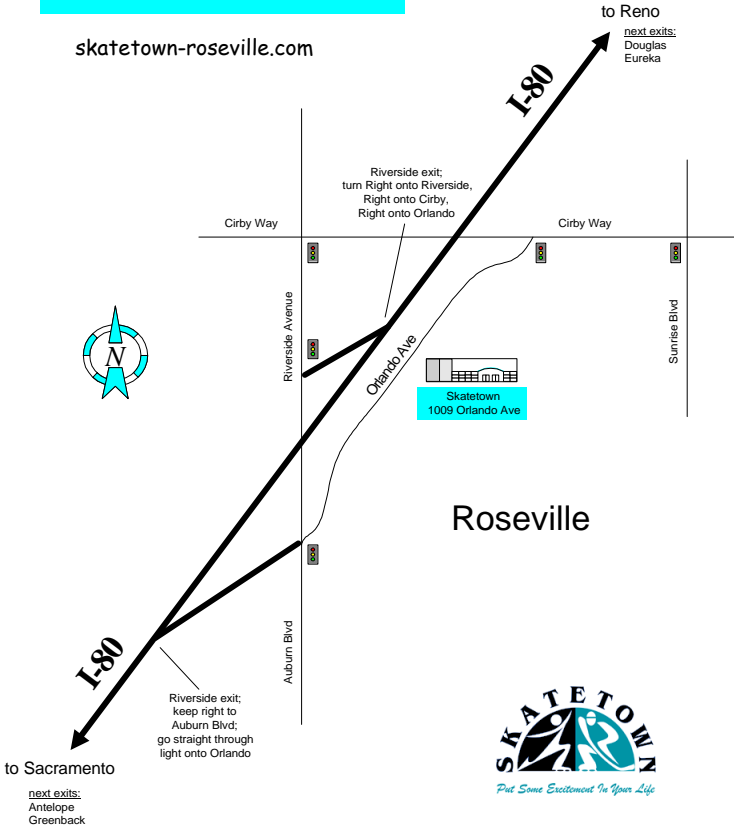 to Reno
next exits:
Douglas
Eureka
skatetown-roseville.com
I-80
Riverside exit;
turn Right onto Riverside,
Right onto Cirby,
Right onto Orlando
Cirby Way
Cirby Way
Riverside Avenue
Sunrise Blvd
N
Orlando Ave
Skatetown
1009 Orlando Ave
Roseville
Auburn Blvd
I-80
Riverside exit;
keep right to
Auburn Blvd;
go straight through
light onto Orlando
to Sacramento
next exits:
Antelope
Greenback
SKATETOWN
Put Some Excitement In Your Life